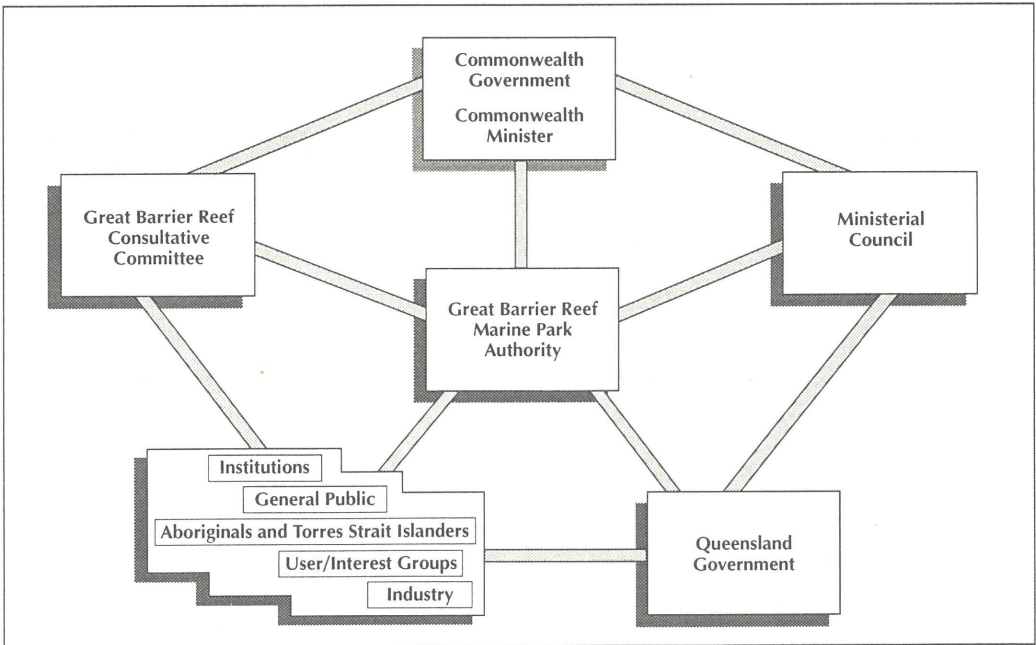 Commonwealth
Government
Commonwealth
Minister
Great Barrier Reef
Consultative
Committee
Ministerial
Council
Great Barrier Reef
Marine Park
Authority
Institutions
General Public
Aboriginals and Torres Strait Islanders
User/Interest Groups
Industry
Queensland
Government